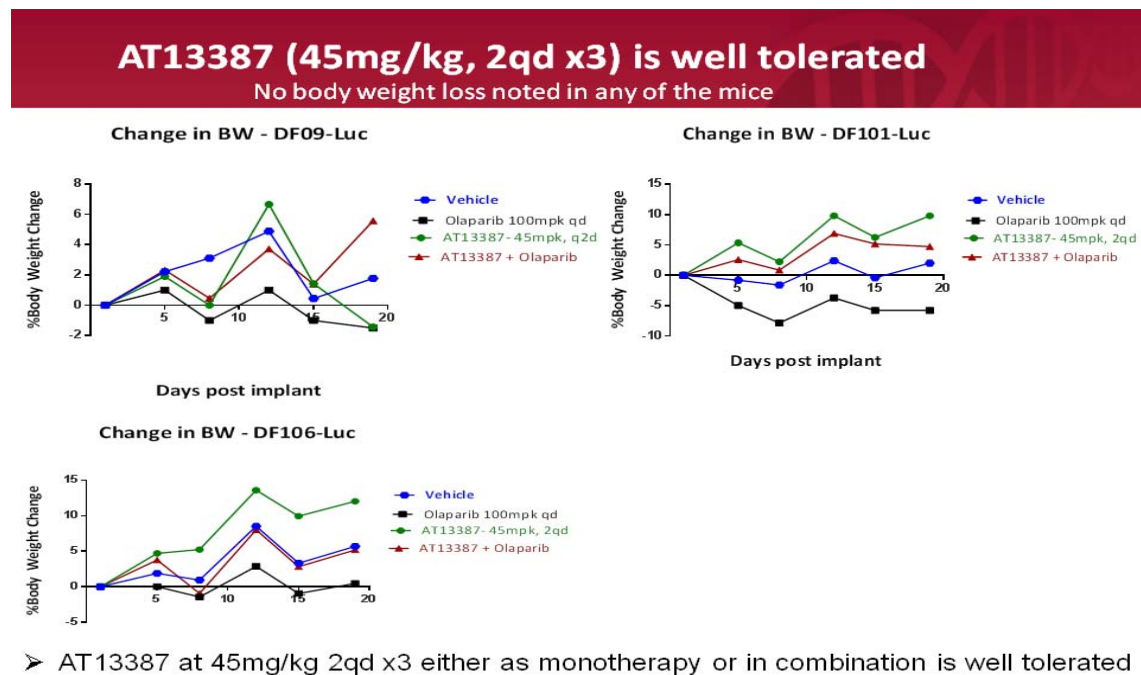 AT13387 (45mg/kg, 2qd x3) is well tolerated
No body weight loss noted in any of the mice
Change in BW - DF09-Luc
%Body Weight Change
8
6
4
2
0
-2
5
10
15
20
Days post implant
Vehicle
Olaparib 100mpk qd
AT13387- 45mpk, q2d
AT13387 + Olaparib
Change in BW - DF101-Luc
%Body Weight Change
15
10
5
0
-5
-10
5
10
15
20
Days post implant
Vehicle
Olaparib 100mpk qd
AT13387- 45mpk, 2qd
AT13387 + Olaparib
Change in BW - DF106-Luc
%Body Weight Change
15
10
5
0
-5
5
10
15
20
Vehicle
Olaparib 100mpk qd
AT13387- 45mpk, 2qd
AT13387 + Olaparib
➢ AT13387 at 45mg/kg 2qd x3 either as monotherapy or in combination is well tolerated